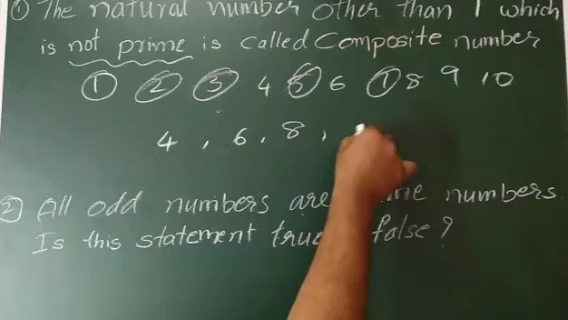 ① The natural number other than 1 which
is not prime is called Composite number
1 2 3 4 5 6 7 8 9 10
4 , 6 , 8 ,
② All odd numbers are numbers
Is this statement true false ?